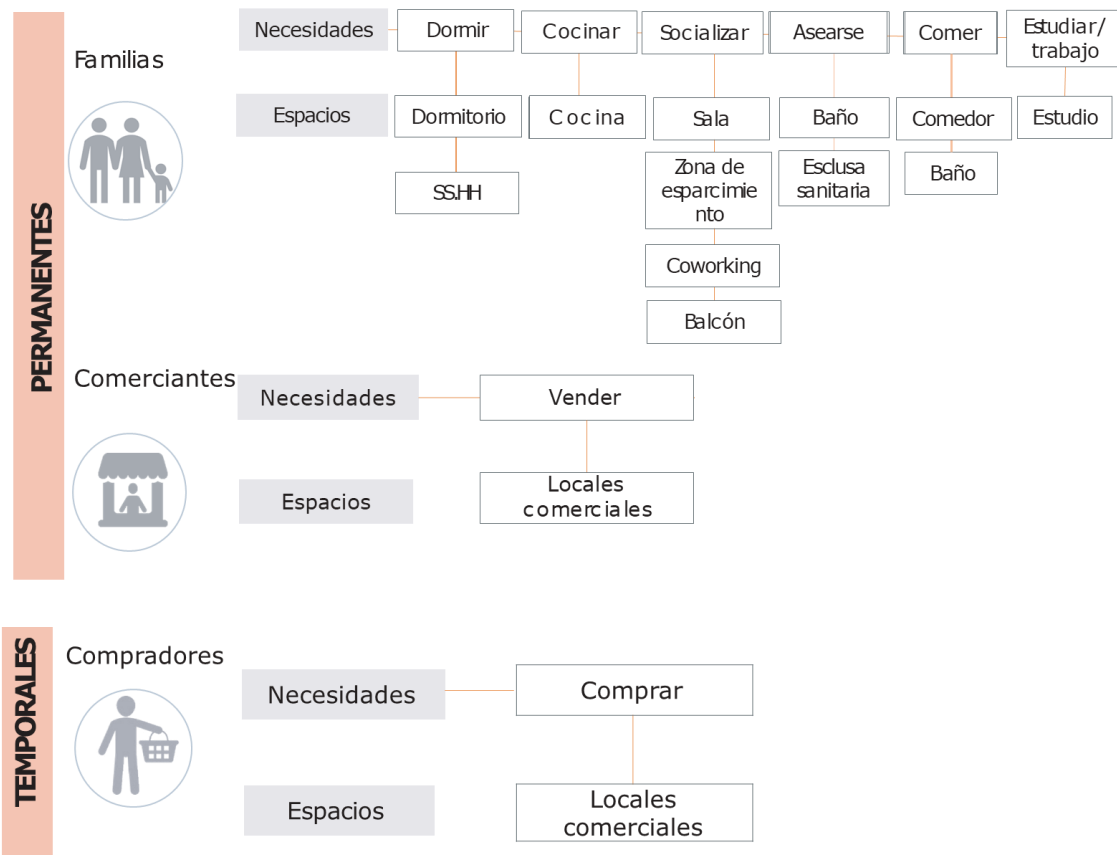 PERMANENTES
Familias
Necesidades
Dormir
Cocinar
Socializar
Asearse
Comer
Estudiar/
trabajo
Espacios
Dormitorio
Cocina
Sala
Baño
Comedor
Estudio
SS.HH
Zona de
esparcimie
nto
Esclusa
sanitaria
Baño
Coworking
Balcón
Comerciantes
Necesidades
Vender
Espacios
Locales
comerciales
TEMPORALES
Compradores
Necesidades
Comprar
Espacios
Locales
comerciales